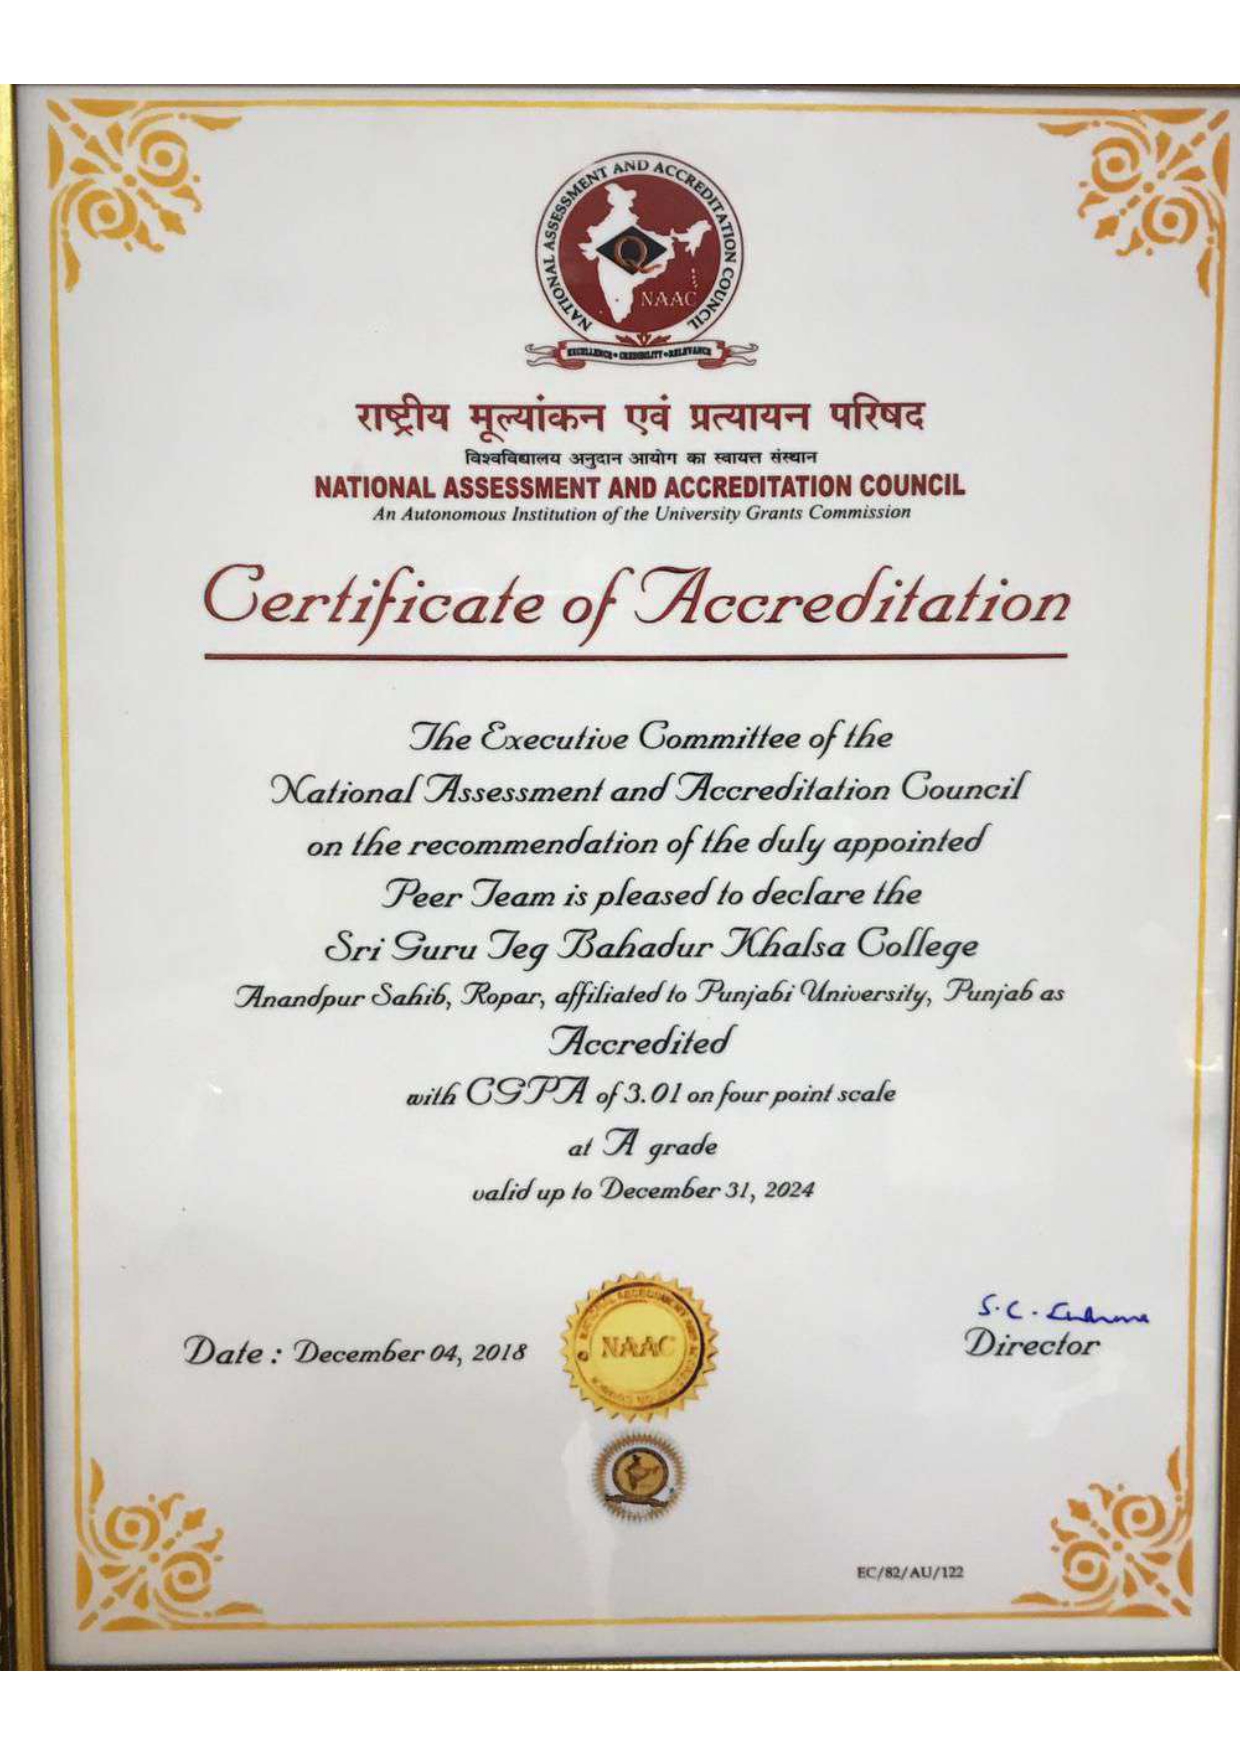 NATIONAL ASSESSMENT AND ACCREDITATION COUNCIL
Q
NAAC
EXCELLENCE • CREDIBILITY • RELEVANCE
राष्ट्रीय मूल्यांकन एवं प्रत्यायन परिषद
विश्वविद्यालय अनुदान आयोग का स्वायत्त संस्थान
NATIONAL ASSESSMENT AND ACCREDITATION COUNCIL
An Autonomous Institution of the University Grants Commission
Certificate of Accreditation
The Executive Committee of the
National Assessment and Accreditation Council
on the recommendation of the duly appointed
Peer Team is pleased to declare the
Sri Guru Teg Bahadur Khalsa College
Anandpur Sahib, Ropar, affiliated to Punjabi University, Punjab as
Accredited
with CGPA of 3.01 on four point scale
at A grade
valid up to December 31, 2024
S. C.
Date : December 04, 2018
NAAC
Director
EC/82/AU/122